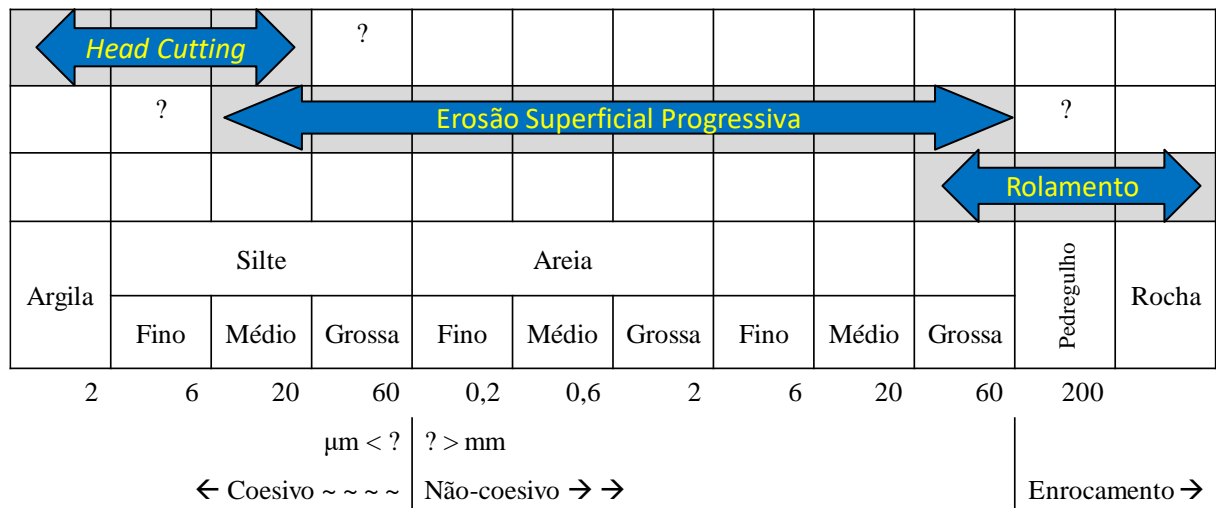 Head Cutting ?
? Erosão Superficial Progressiva ?
Rolamento
Argila Silte Areia Pedregulho Rocha
Fino Médio Grossa Fino Médio Grossa Fino Médio Grossa
2 6 20 60 0,2 0,6 2 6 20 60 200
μm < ? ? > mm
← Coesivo ~ ~ ~ ~ Não-coesivo → → Enrocamento →